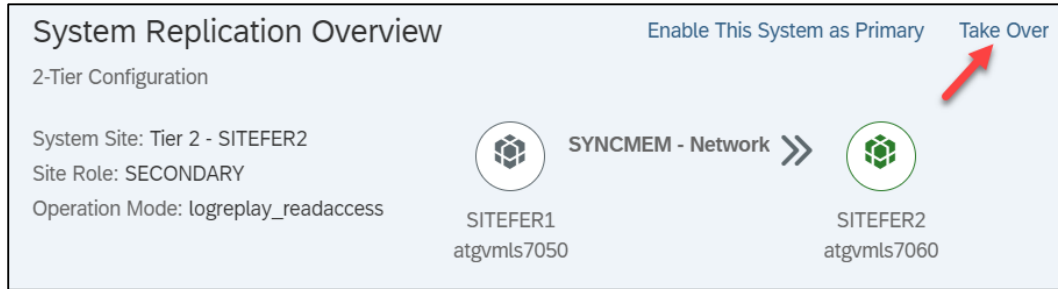 System Replication Overview
Enable This System as Primary
Take Over
2-Tier Configuration
System Site: Tier 2 - SITEFER2
Site Role: SECONDARY
Operation Mode: logreplay_readaccess
SYNCMEM - Network
SITEFER1
atgvmls7050
SITEFER2
atgvmls7060